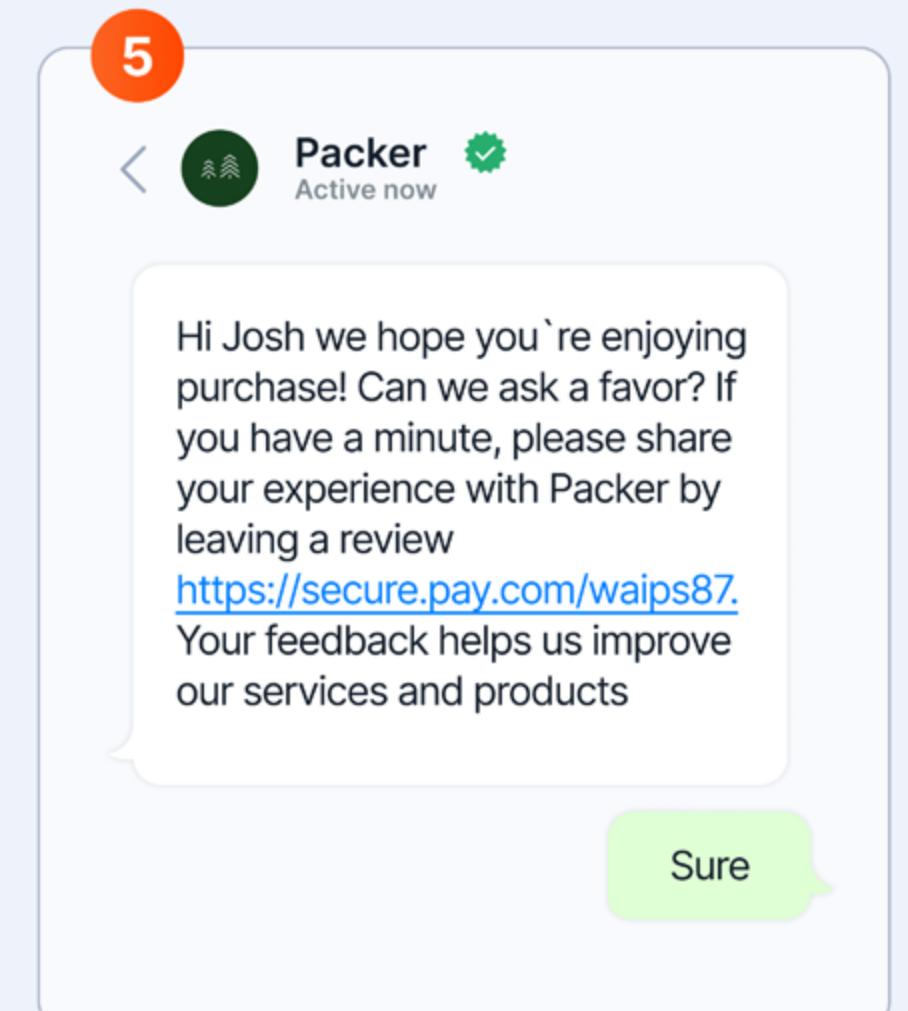 5
Packer
Active now
Hi Josh we hope you`re enjoying
purchase! Can we ask a favor? If
you have a minute, please share
your experience with Packer by
leaving a review
https://secure.pay.com/waips87.
Your feedback helps us improve
our services and products
Sure